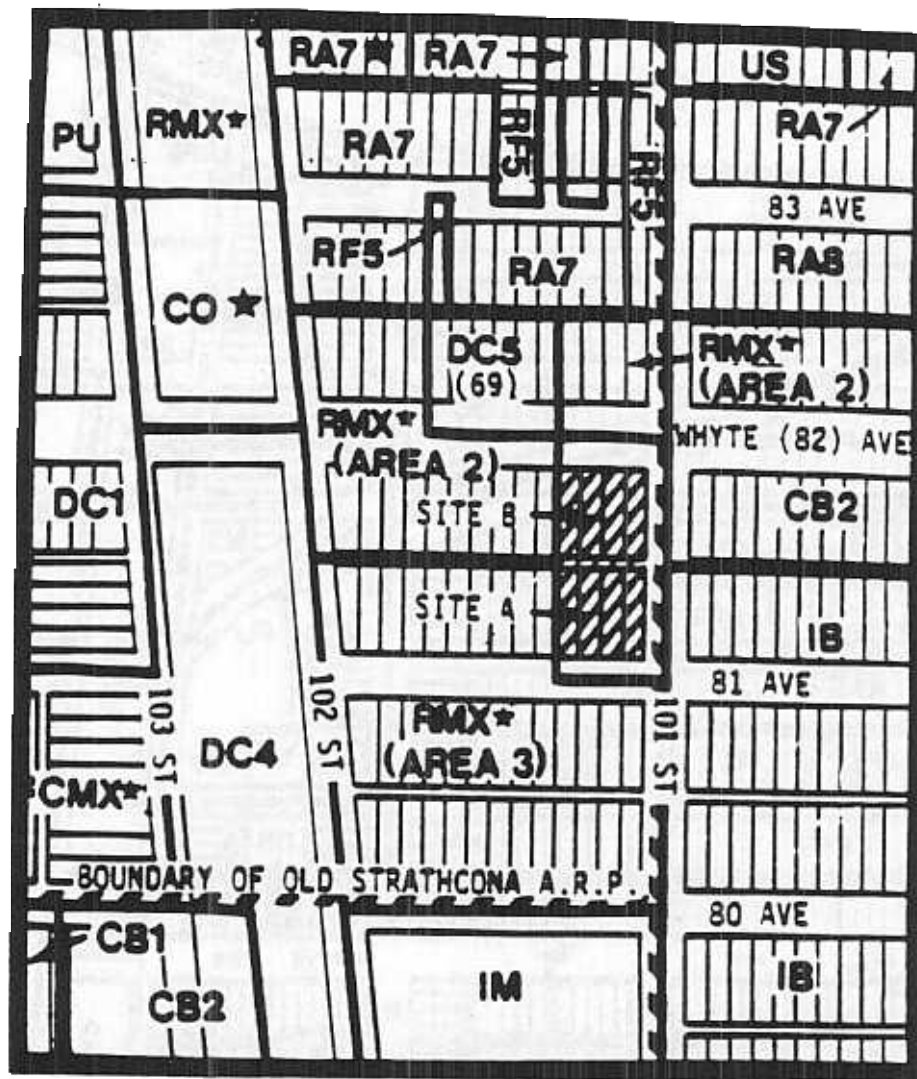 RA7★ RA7
US
PU RMX★ RA7 RF5 RF5 RA7
83 AVE
RF5 RA7 RA8
CO ★
DC5 RMX★
(69) (AREA 2)
RMX★ WHYTE (82) AVE
(AREA 2)
DC1 SITE B CB2
SITE A IB
81 AVE
103 ST
102 ST
101 ST
DC4 RMX★
(AREA 3)
CMX★
BOUNDARY OF OLD STRATHCONA A.R.P.
80 AVE
CB1
CB2 IM IB